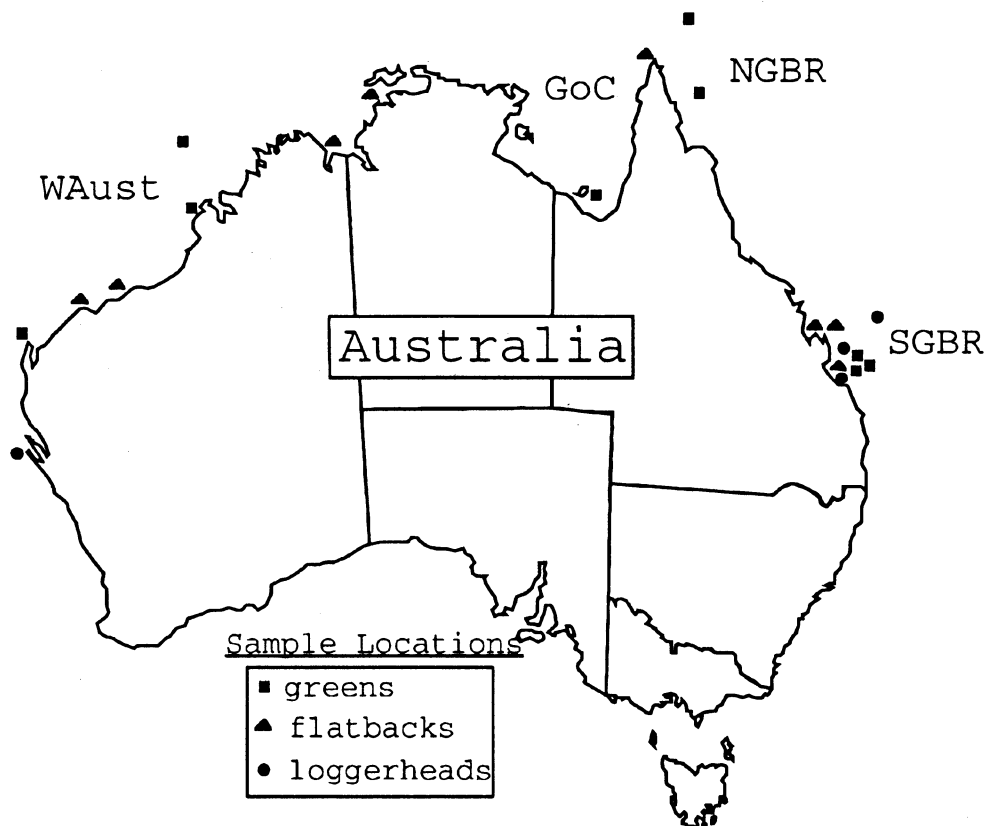 NGBR
GoC
WAust
Australia
SGBR
Sample Locations
greens
flatbacks
loggerheads